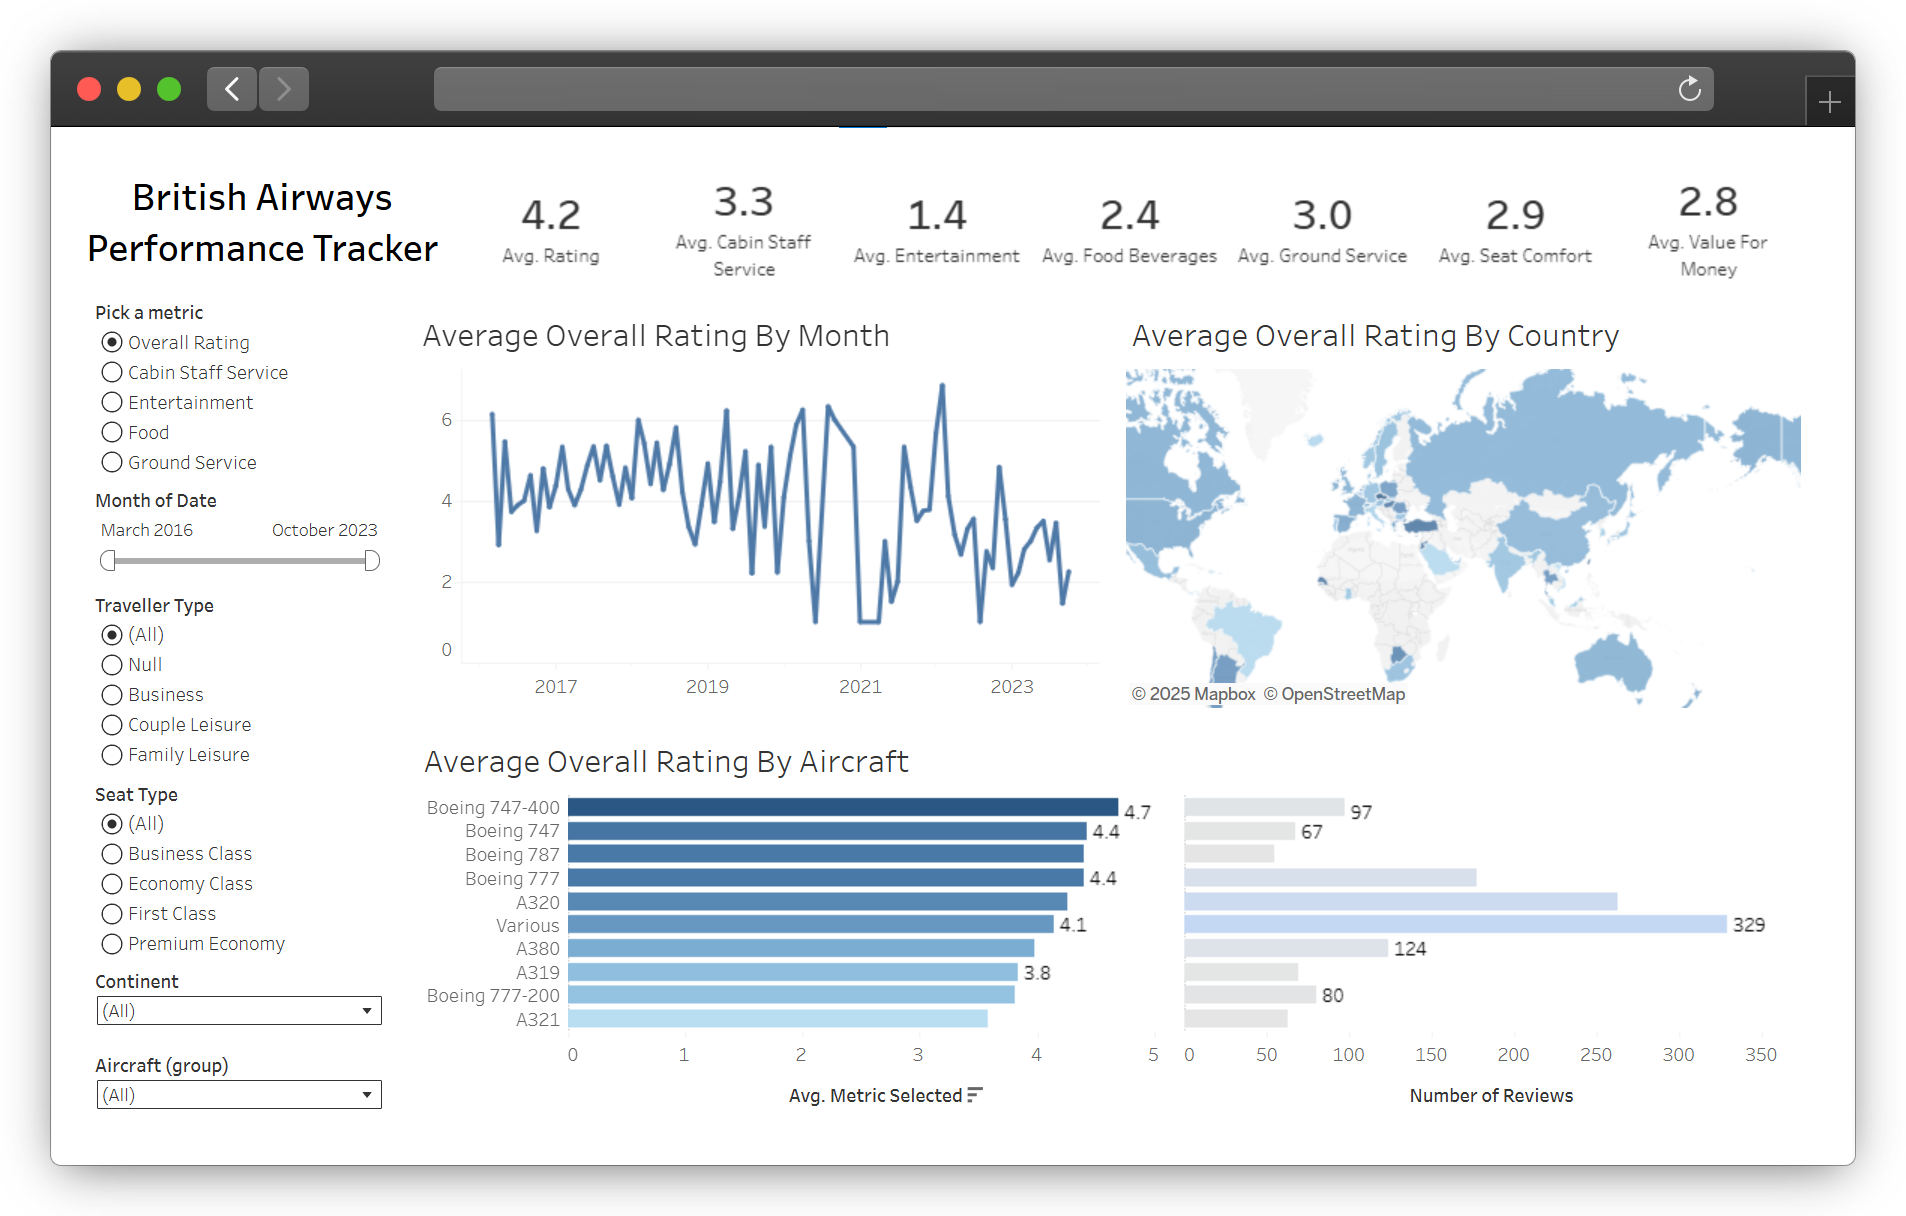 British Airways
Performance Tracker
4.2
Avg. Rating
3.3
Avg. Cabin Staff
Service
1.4
Avg. Entertainment
2.4
Avg. Food Beverages
3.0
Avg. Ground Service
2.9
Avg. Seat Comfort
2.8
Avg. Value For
Money
Pick a metric
Overall Rating
Cabin Staff Service
Entertainment
Food
Ground Service
Month of Date
March 2016
October 2023
Traveller Type
(All)
Null
Business
Couple Leisure
Family Leisure
Seat Type
(All)
Business Class
Economy Class
First Class
Premium Economy
Continent
(All)
Aircraft (group)
(All)
Average Overall Rating By Month
6
4
2
0
2017
2019
2021
2023
Average Overall Rating By Country
© 2025 Mapbox © OpenStreetMap
Average Overall Rating By Aircraft
Boeing 747-400
4.7
97
Boeing 747
4.4
67
Boeing 787
Boeing 777
4.4
A320
Various
4.1
329
A380
124
A319
3.8
Boeing 777-200
80
A321
0
1
2
3
4
5
0
50
100
150
200
250
300
350
Avg. Metric Selected
Number of Reviews